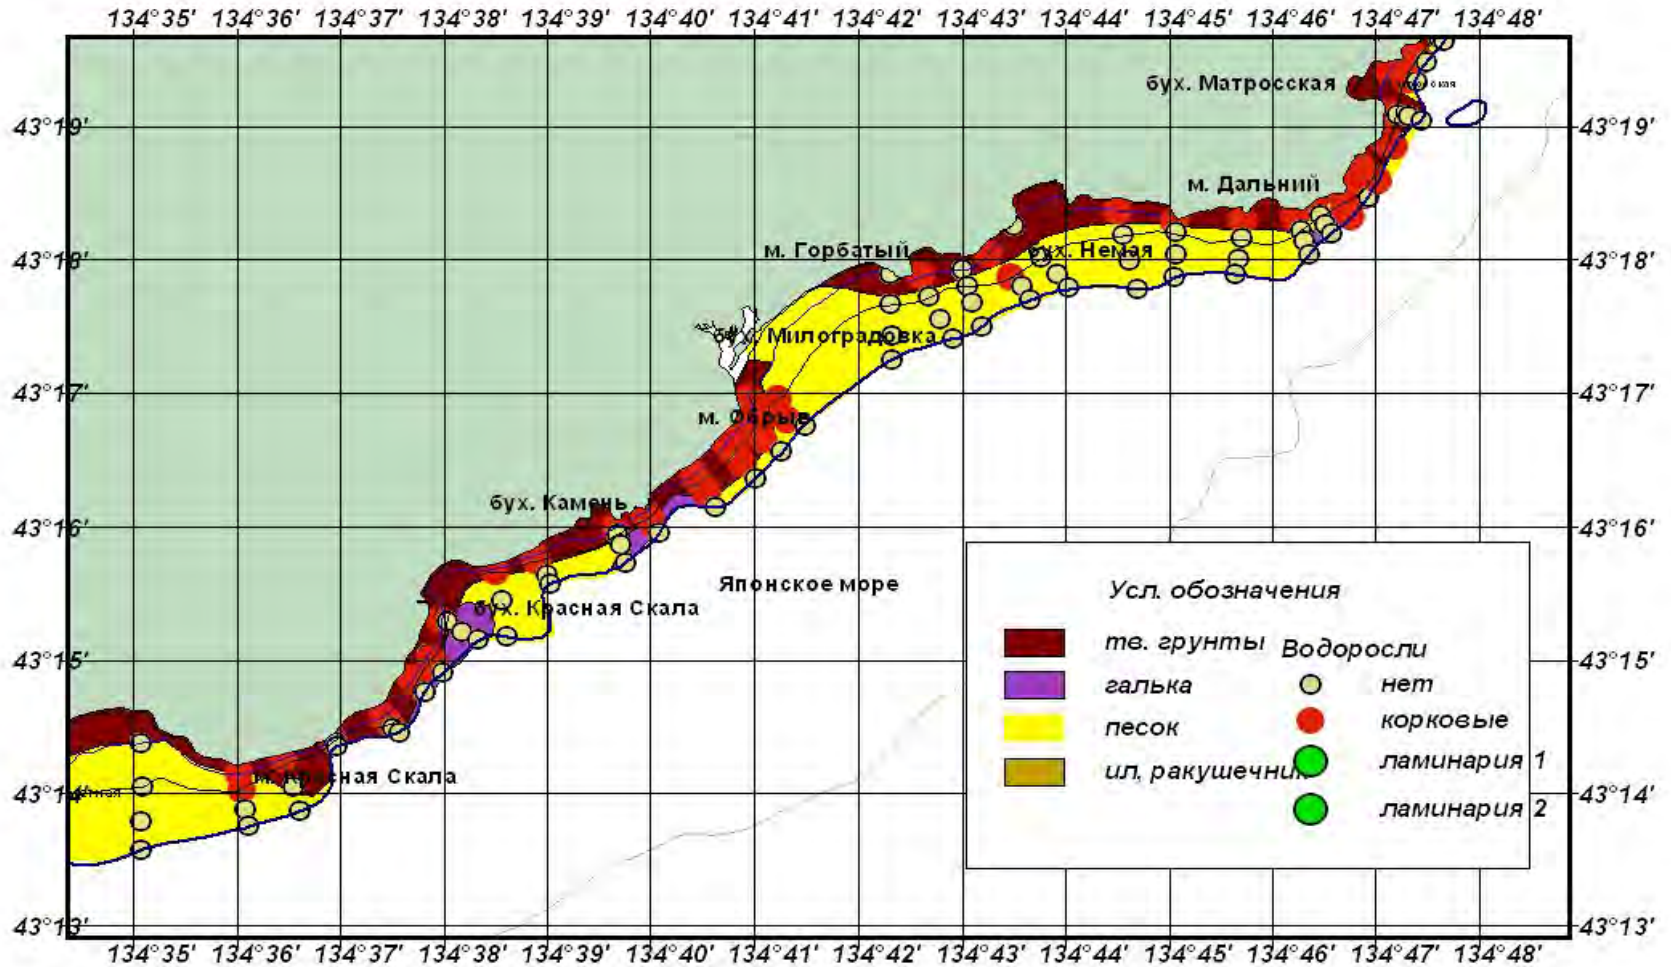 134°35' 134°36' 134°37' 134°38' 134°39' 134°40' 134°41' 134°42' 134°43' 134°44' 134°45' 134°46' 134°47' 134°48'
бух. Матросская
43°19' 43°19'
м. Дальний
м. Горбатый бух. Немая
43°18' 43°18'
бух. Милоградовка
43°17' 43°17'
м. Обрыв
бух. Камень
43°16' 43°16'
Японское море
Усл. обозначения
бух. Красная Скала
тв. грунты Водоросли
43°15' 43°15'
галька нет
песок корковые
ил, ракушечник ламинария 1
м. Красная Скала
43°14' 43°14'
ламинария 2
43°13' 43°13'
134°35' 134°36' 134°37' 134°38' 134°39' 134°40' 134°41' 134°42' 134°43' 134°44' 134°45' 134°46' 134°47' 134°48'